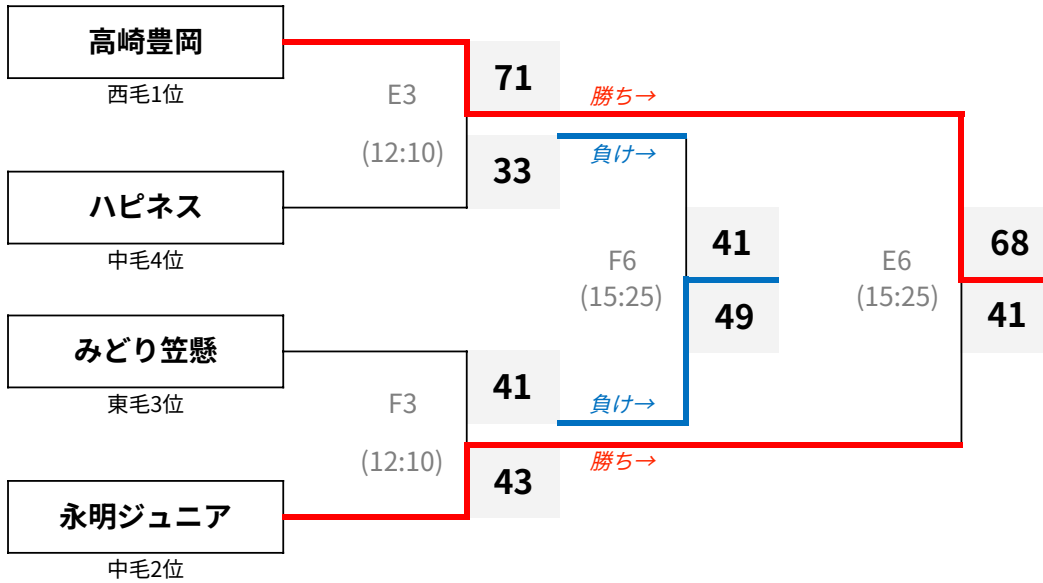 高崎豊岡
西毛1位
E3
(12:10)
71
33
勝ち→
負け→
ハピネス
中毛4位
F6
(15:25)
41
49
E6
(15:25)
68
41
みどり笠懸
東毛3位
F3
(12:10)
41
43
負け→
勝ち→
永明ジュニア
中毛2位